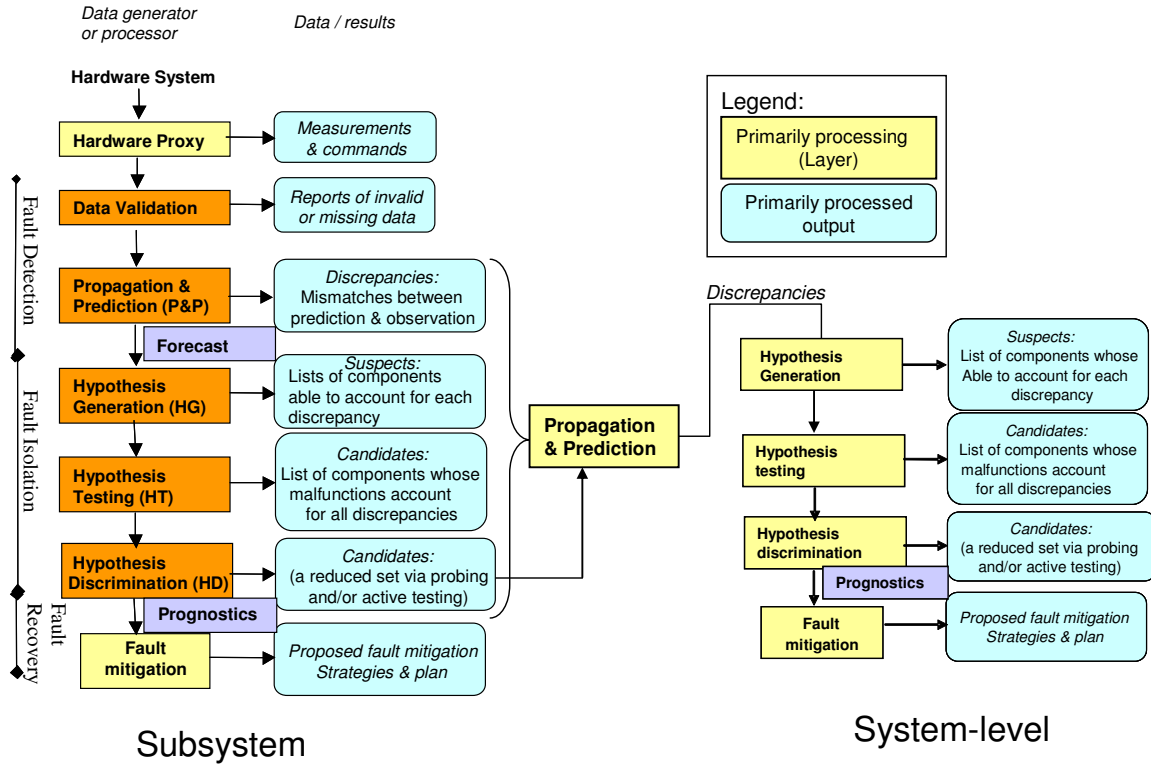 Data generator
or processor
Data / results
Hardware System
Hardware Proxy
Measurements
& commands
Data Validation
Reports of invalid
or missing data
Propagation &
Prediction (P&P)
Discrepancies:
Mismatches between
prediction & observation
Forecast
Hypothesis
Generation (HG)
Suspects:
Lists of components
able to account for each
discrepancy
Hypothesis
Testing (HT)
Candidates:
List of components whose
malfunctions account
for all discrepancies
Hypothesis
Discrimination (HD)
Candidates:
(a reduced set via probing
and/or active testing)
Prognostics
Fault
mitigation
Proposed fault mitigation
Strategies & plan
Fault Detection
Fault Isolation
Fault
Recovery
Subsystem
Propagation
& Prediction
Legend:
Primarily processing
(Layer)
Primarily processed
output
Discrepancies
Hypothesis
Generation
Suspects:
List of components whose
Able to account for each
discrepancy
Hypothesis
testing
Candidates:
List of components whose
malfunctions account
for all discrepancies
Hypothesis
discrimination
Candidates:
(a reduced set via probing
and/or active testing)
Prognostics
Fault
mitigation
Proposed fault mitigation
Strategies & plan
System-level